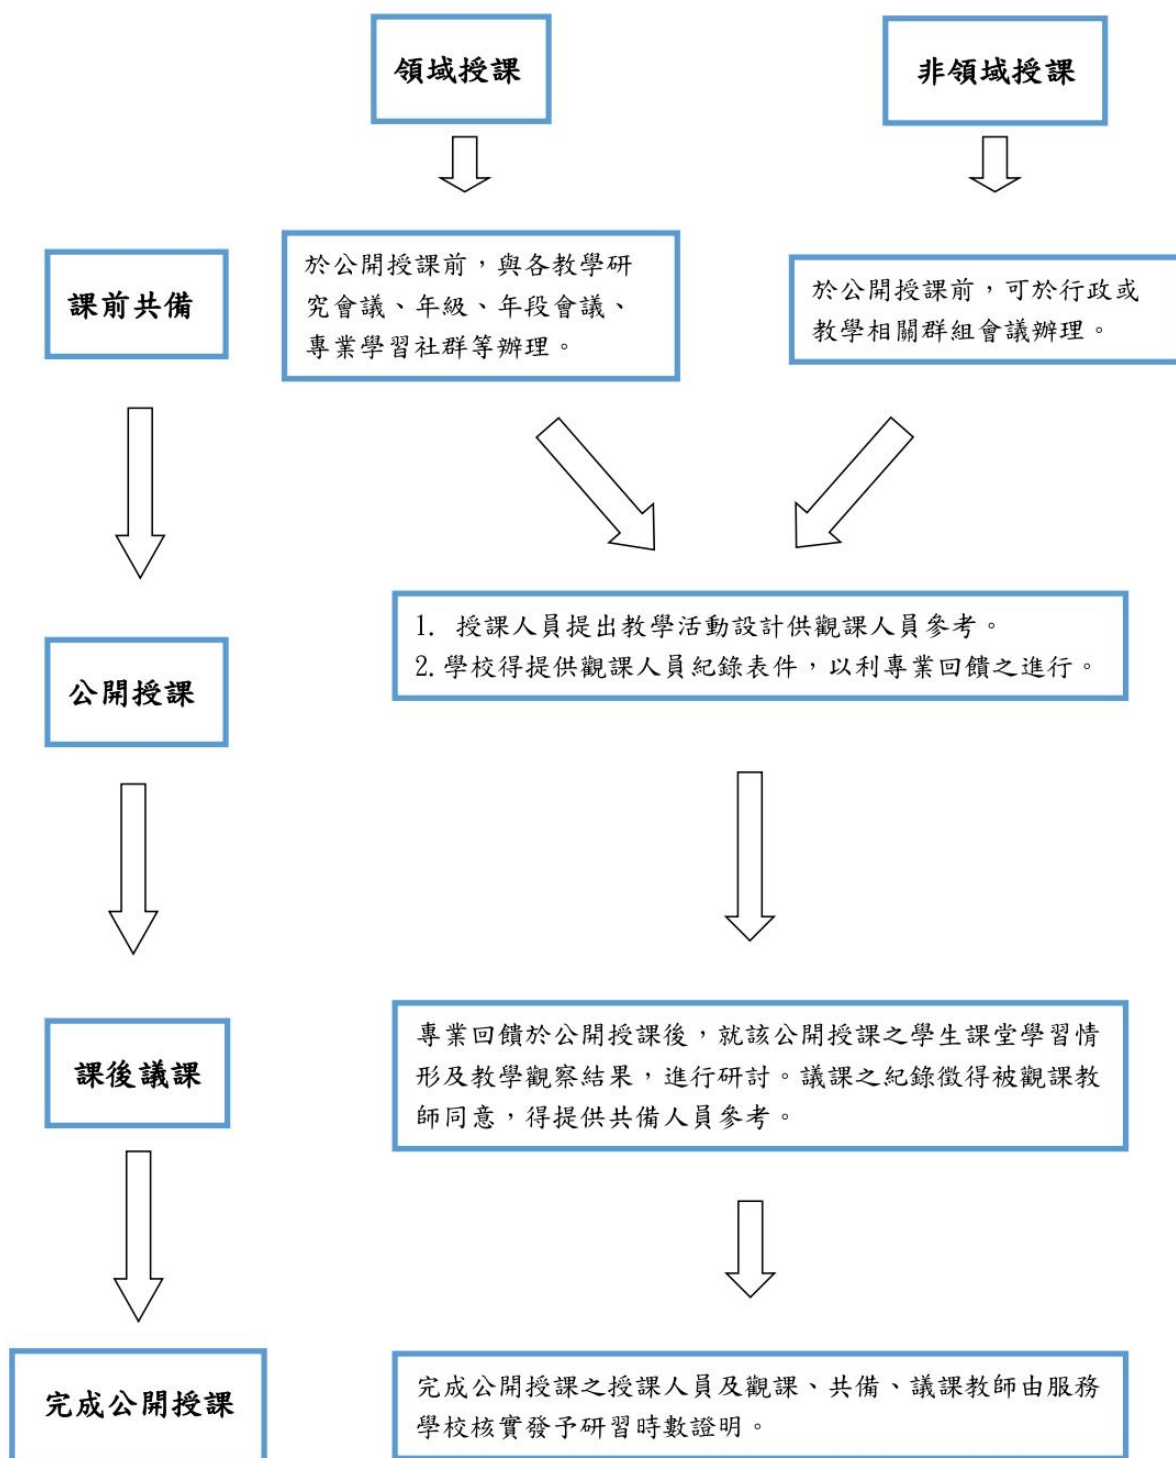 領域授課
非領域授課
課前共備
於公開授課前，與各教學研
究會議、年級、年段會議、
專業學習社群等辦理。
於公開授課前，可於行政或
教學相關群組會議辦理。
公開授課
1. 授課人員提出教學活動設計供觀課人員參考。
2.學校得提供觀課人員紀錄表件，以利專業回饋之進行。
課後議課
專業回饋於公開授課後，就該公開授課之學生課堂學習情
形及教學觀察結果，進行研討。議課之紀錄徵得被觀課教
師同意，得提供共備人員參考。
完成公開授課
完成公開授課之授課人員及觀課、共備、議課教師由服務
學校核實發予研習時數證明。